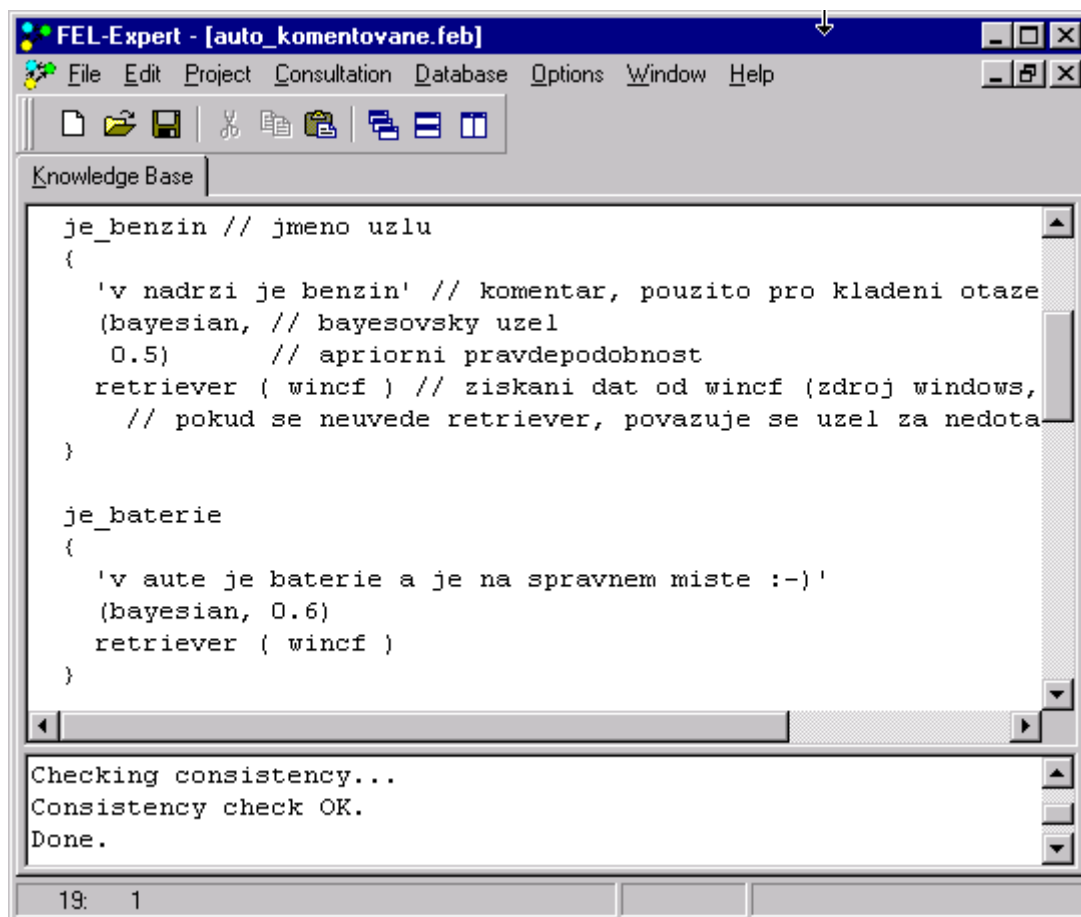 FEL-Expert - [auto_komentovane.feb]
File Edit Project Consultation Database Options Window Help
Knowledge Base
je_benzin // jmeno uzlu
{
'v nadrzi je benzin' // komentar, pouzito pro kladeni otaze
(bayesian, // bayesovsky uzel
0.5) // apriorni pravdepodobnost
retriever ( wincf ) // ziskani dat od wincf (zdroj windows,
// pokud se neuvede retriever, povazuje se uzel za nedota
}
je_baterie
{
'v aute je baterie a je na spravnem miste :-)'
(bayesian, 0.6)
retriever ( wincf )
}
Checking consistency...
Consistency check OK.
Done.
19: 1